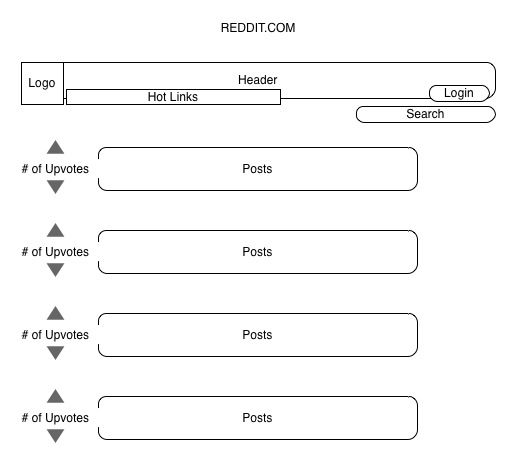 REDDIT.COM
Logo
Header
Hot Links
Login
Search
# of Upvotes
Posts
# of Upvotes
Posts
# of Upvotes
Posts
# of Upvotes
Posts